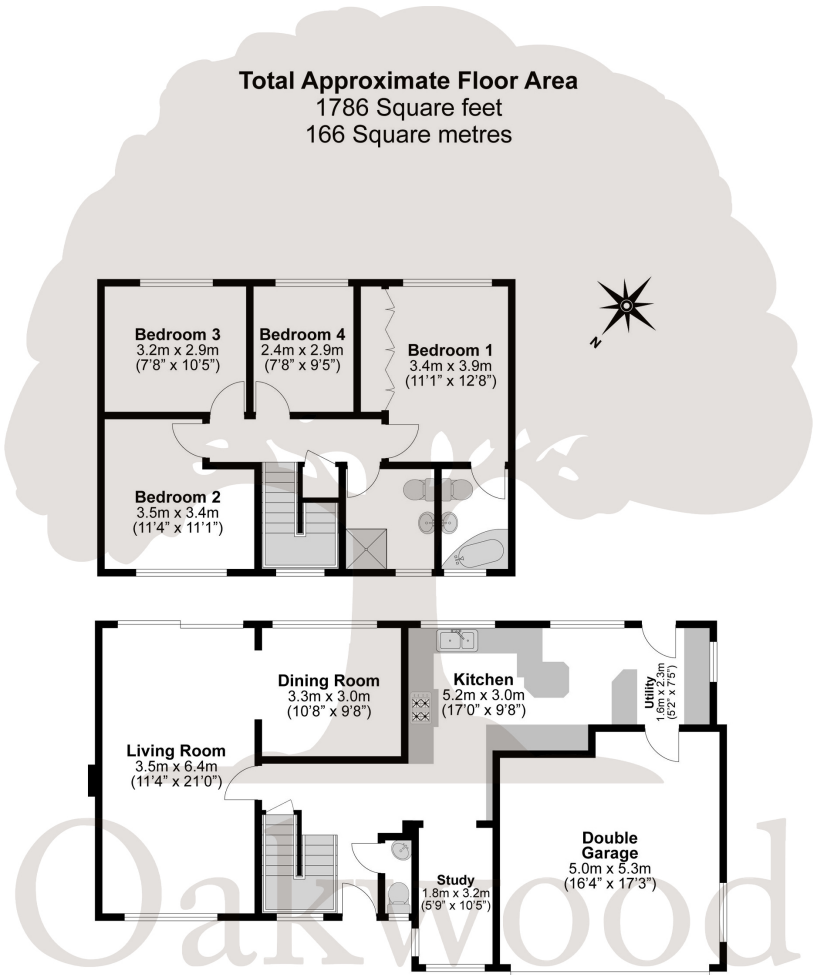 Total Approximate Floor Area
1786 Square feet
166 Square metres
Bedroom 3
3.2m x 2.9m
(7'8" x 10'5")
Bedroom 4
2.4m x 2.9m
(7'8" x 9'5")
Bedroom 1
3.4m x 3.9m
(11'1" x 12'8")
N
Bedroom 2
3.5m x 3.4m
(11'4" x 11'1")
Dining Room
3.3m x 3.0m
(10'8" x 9'8")
Kitchen
5.2m x 3.0m
(17'0" x 9'8")
Utility
1.6m x 2.3m
(5'2" x 7'5")
Living Room
3.5m x 6.4m
(11'4" x 21'0")
Double
Garage
5.0m x 5.3m
(16'4" x 17'3")
Study
1.8m x 3.2m
(5'9" x 10'5")
Oakwood